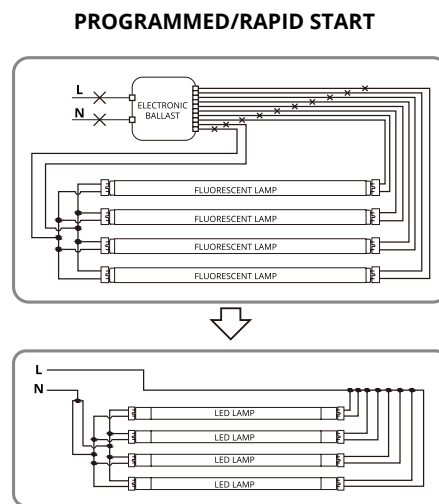 PROGRAMMED/RAPID START
L
N
ELECTRONIC
BALLAST
FLUORESCENT LAMP
FLUORESCENT LAMP
FLUORESCENT LAMP
FLUORESCENT LAMP
L
N
LED LAMP
LED LAMP
LED LAMP
LED LAMP